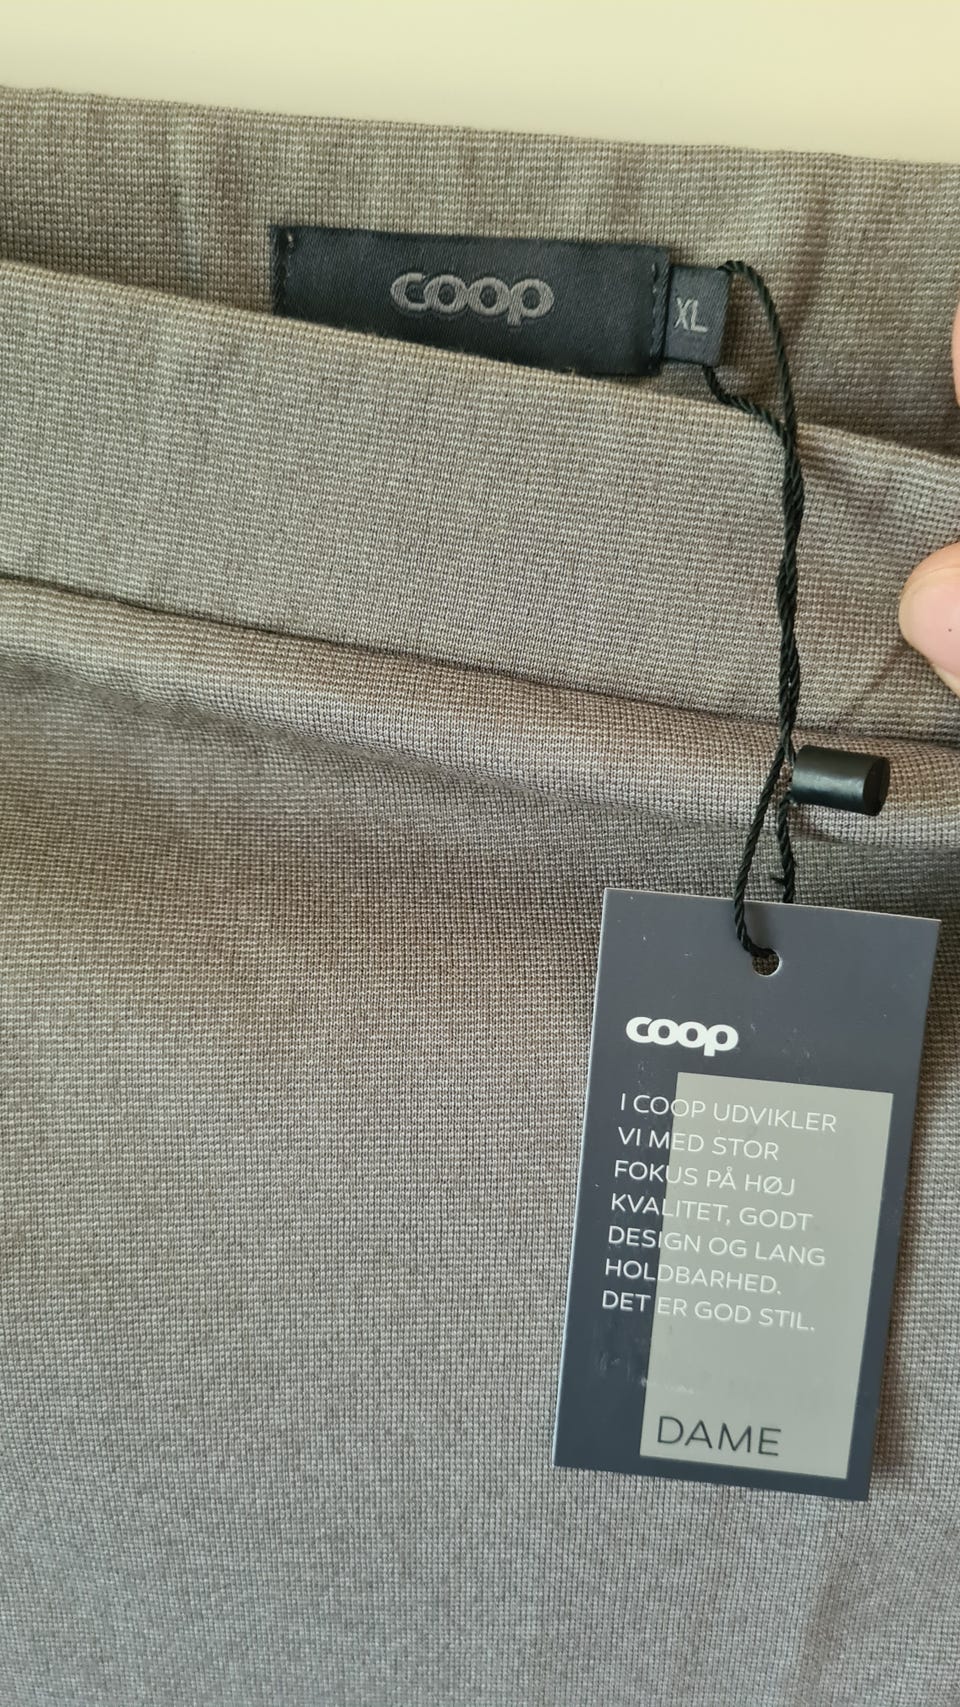 coop
XL
coop
I COOP UDVIKLER
VI MED STOR
FOKUS PÅ HØJ
KVALITET, GODT
DESIGN OG LANG
HOLDBARHED.
DET ER GOD STIL.
DAME